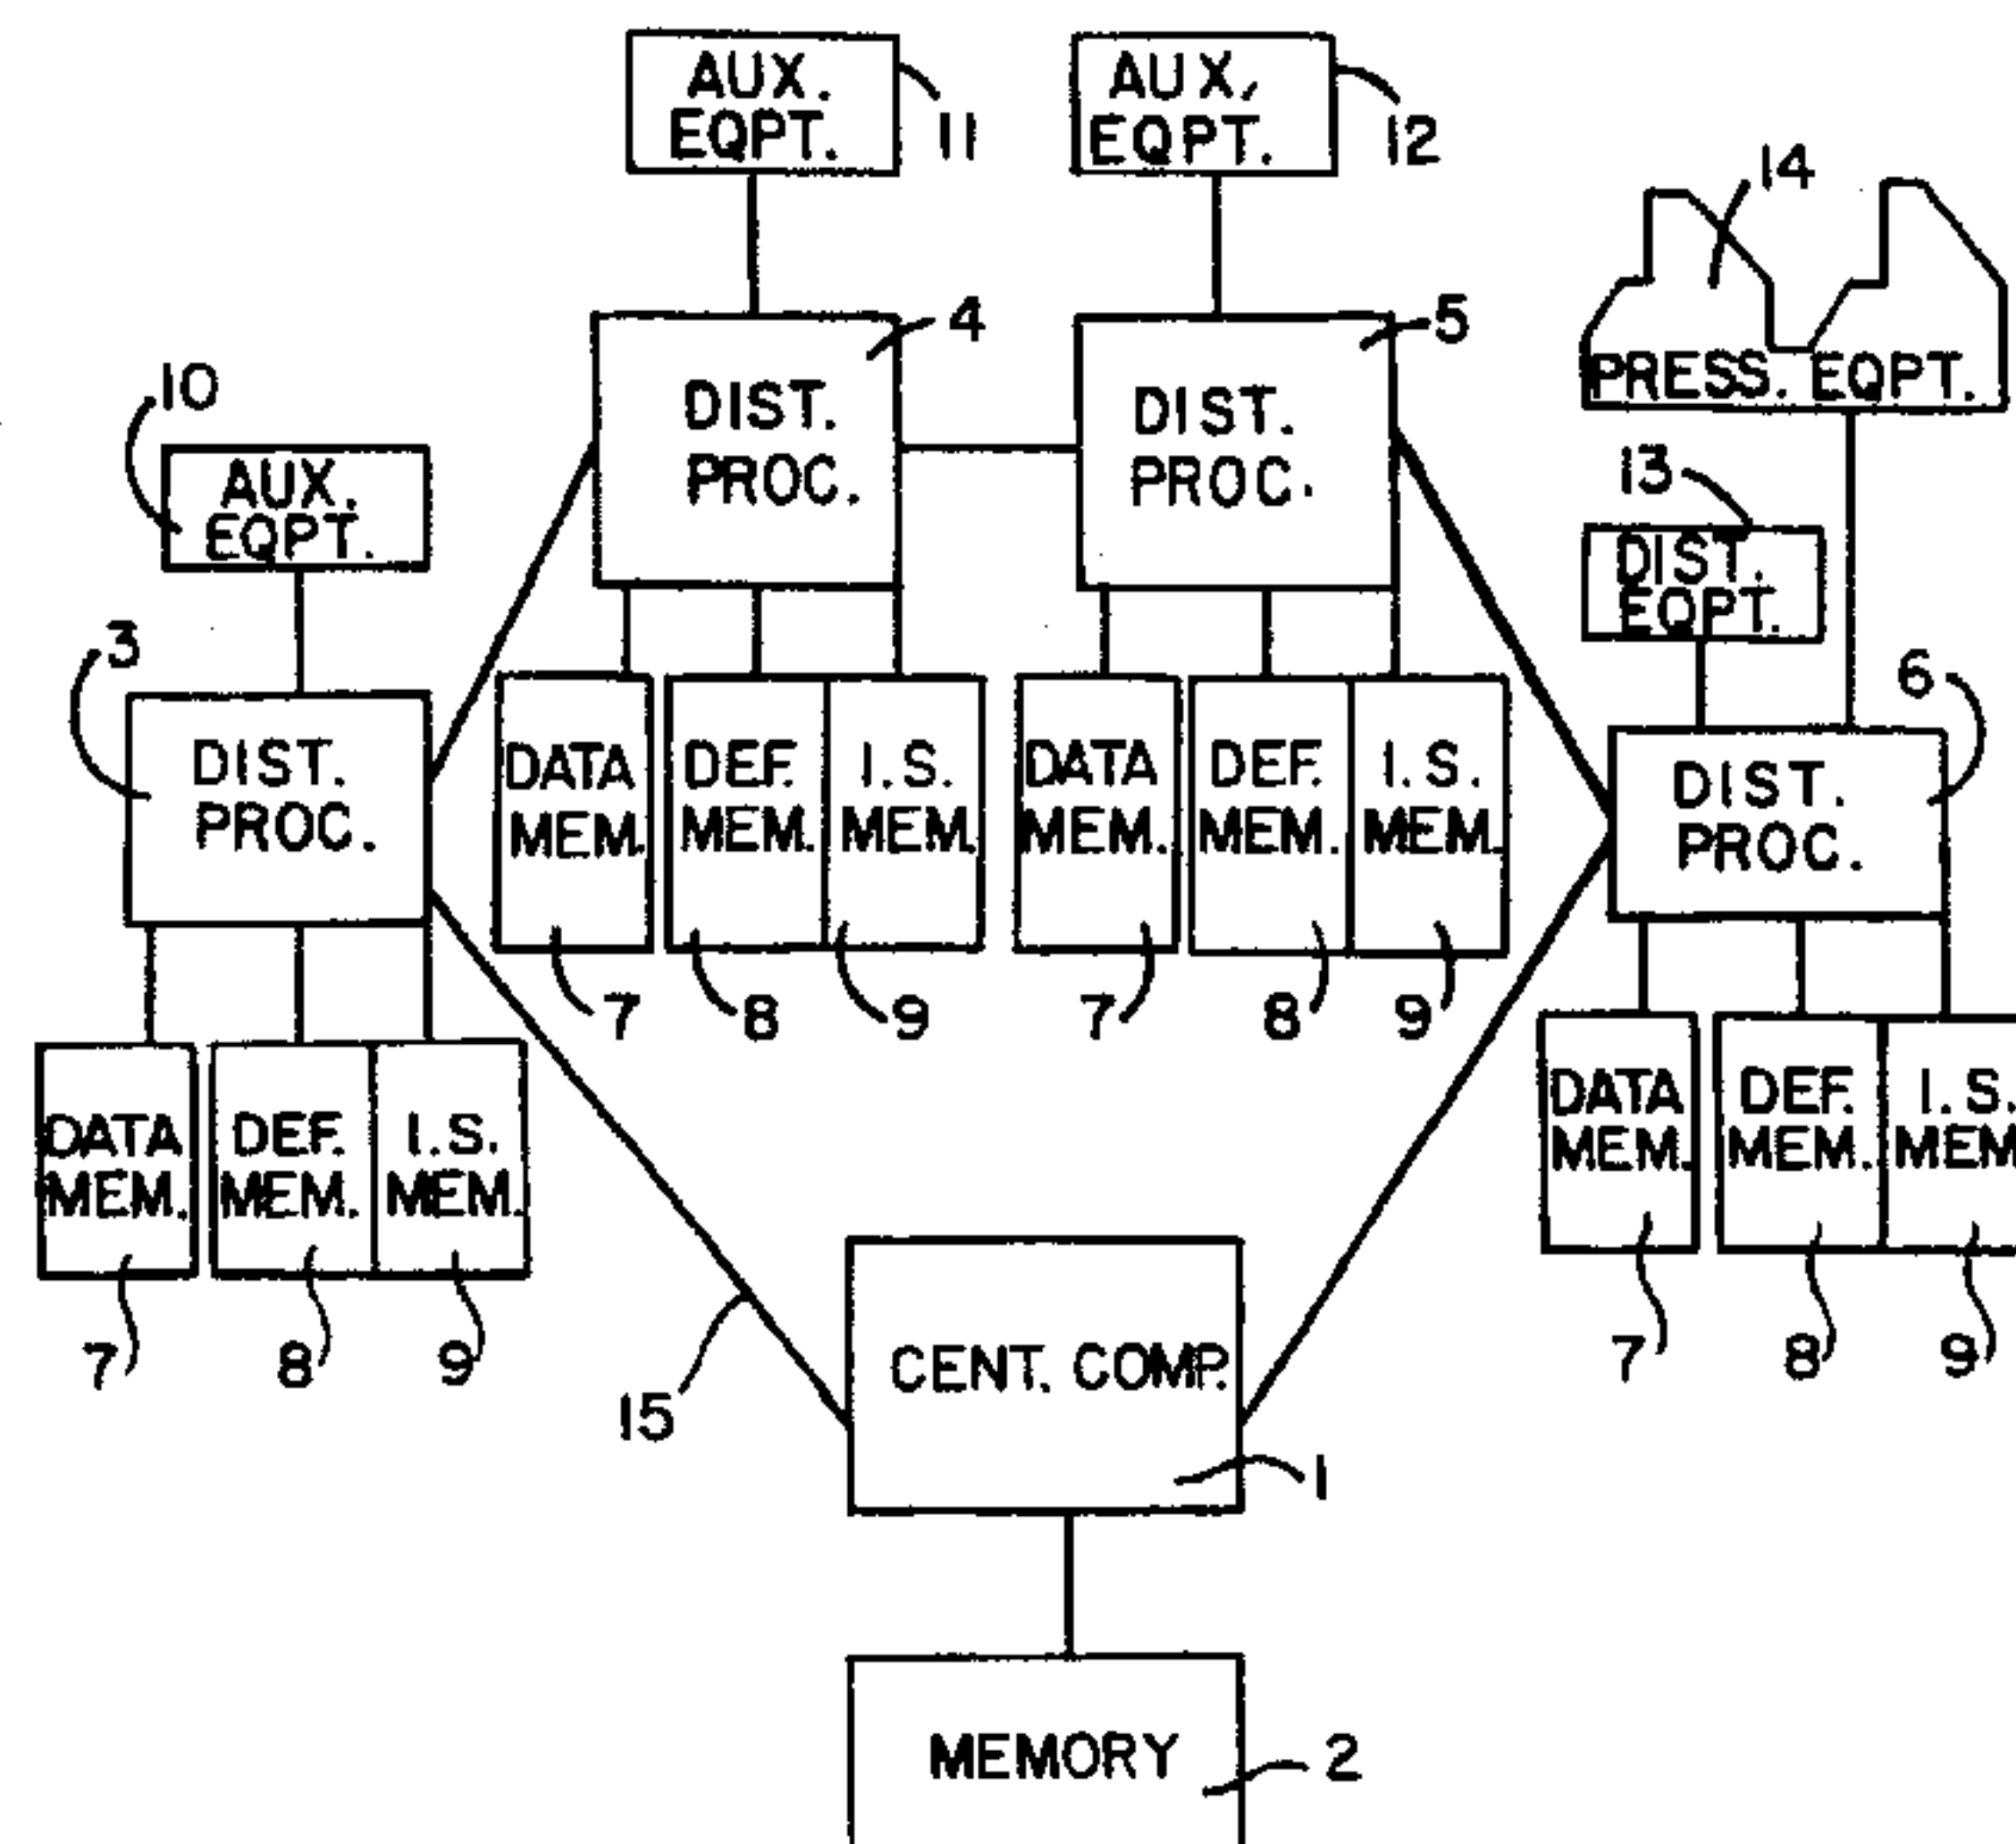 AUX.
EQPT.
11
AUX.
EQPT.
12
14
PRESS. EQPT.
4
DIST.
PROC.
5
DIST.
PROC.
10
AUX.
EQPT.
13
DIST.
EQPT.
3
DIST.
PROC.
6
DIST.
PROC.
DATA
MEM.
DEF.
MEM.
I.S.
MEM.
7
8
9
DATA
MEM.
DEF.
MEM.
I.S.
MEM.
7
8
9
DATA
MEM.
DEF.
MEM.
I.S.
MEM.
7
8
9
DATA
MEM.
DEF.
MEM.
I.S.
MEM
7
8
9
15
CENT. COMP.
1
MEMORY
2